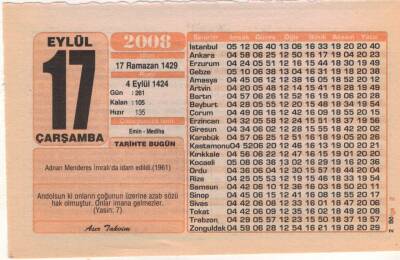 EYLÜL
2008
17
ÇARŞAMBA
17 Ramazan 1429
4 Eylül 1424
Gün : 261
Kalan : 105
Hızır 135
Emin - Mediha
TARİHTE BUGÜN
Adnan Menderes İmralı'da idam edildi.(1961)
Andolsun ki onların çoğunun üzerine azab sözü
hak olmuştur. Onlar imana gelmezler.
(Yasin, 7)
Asır Takvim
İmsak Güneş Öğle İkindi Akşam Yatsı
İstanbul 05 12 06 40 13 06 16 33 19 20 20 40
Ankara 04 58 06 25 12 50 16 17 19 04 20 23
Erzurum 04 24 05 51 12 16 15 44 18 30 19 49
Gebze 05 10 06 38 13 04 16 31 19 18 20 38
Amasya 04 45 06 12 12 38 16 05 18 52 20 12
Artvin 04 20 05 48 12 14 15 41 18 28 19 48
Bartın 04 57 06 26 12 52 16 19 19 06 20 28
Bayburt 04 28 05 55 12 20 15 48 18 34 19 54
Çorum 04 49 06 16 12 42 16 09 18 55 20 15
Erzincan 04 32 05 58 12 24 15 51 18 37 19 56
Giresun 04 34 06 02 12 28 15 55 18 42 20 02
Karabük 04 57 06 25 12 50 16 18 19 05 20 26
Kastamonu 04 52 06 20 12 46 16 13 19 00 20 21
Kırıkkale 04 56 06 22 12 47 16 15 19 01 20 20
Kocaeli 05 08 06 36 13 02 16 29 19 16 20 36
Ordu 04 36 06 04 12 30 15 57 18 44 20 04
Rize 04 25 05 53 12 19 15 46 18 33 19 54
Samsun 04 42 06 10 12 36 16 03 18 50 20 10
Sinop 04 45 06 15 12 41 16 08 18 55 20 17
Sivas 04 42 06 08 12 33 16 01 18 47 20 06
Tokat 04 42 06 09 12 35 16 02 18 49 20 08
Trabzon 04 29 05 57 12 23 15 50 18 37 19 57
Zonguldak 04 59 06 28 12 54 16 21 19 08 20 29